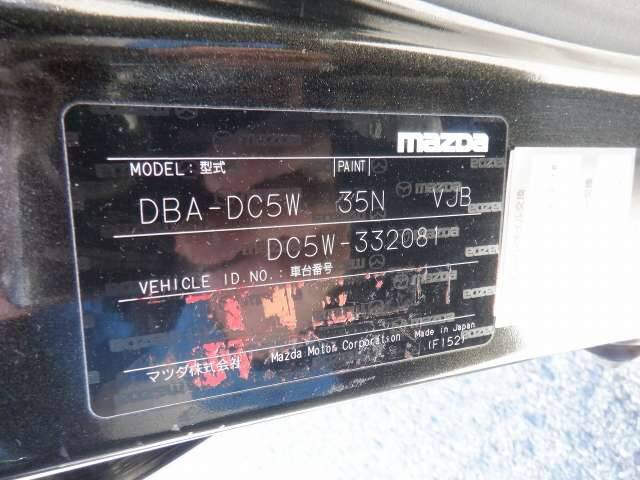 mazda
MODEL: 型式 PAINT
DBA-DC5W 35N VJB
DC5W-332081
VEHICLE ID.NO.: 車台番号
マツダ株式会社 Mazda Motor Corporation Made in Japan
(F152)